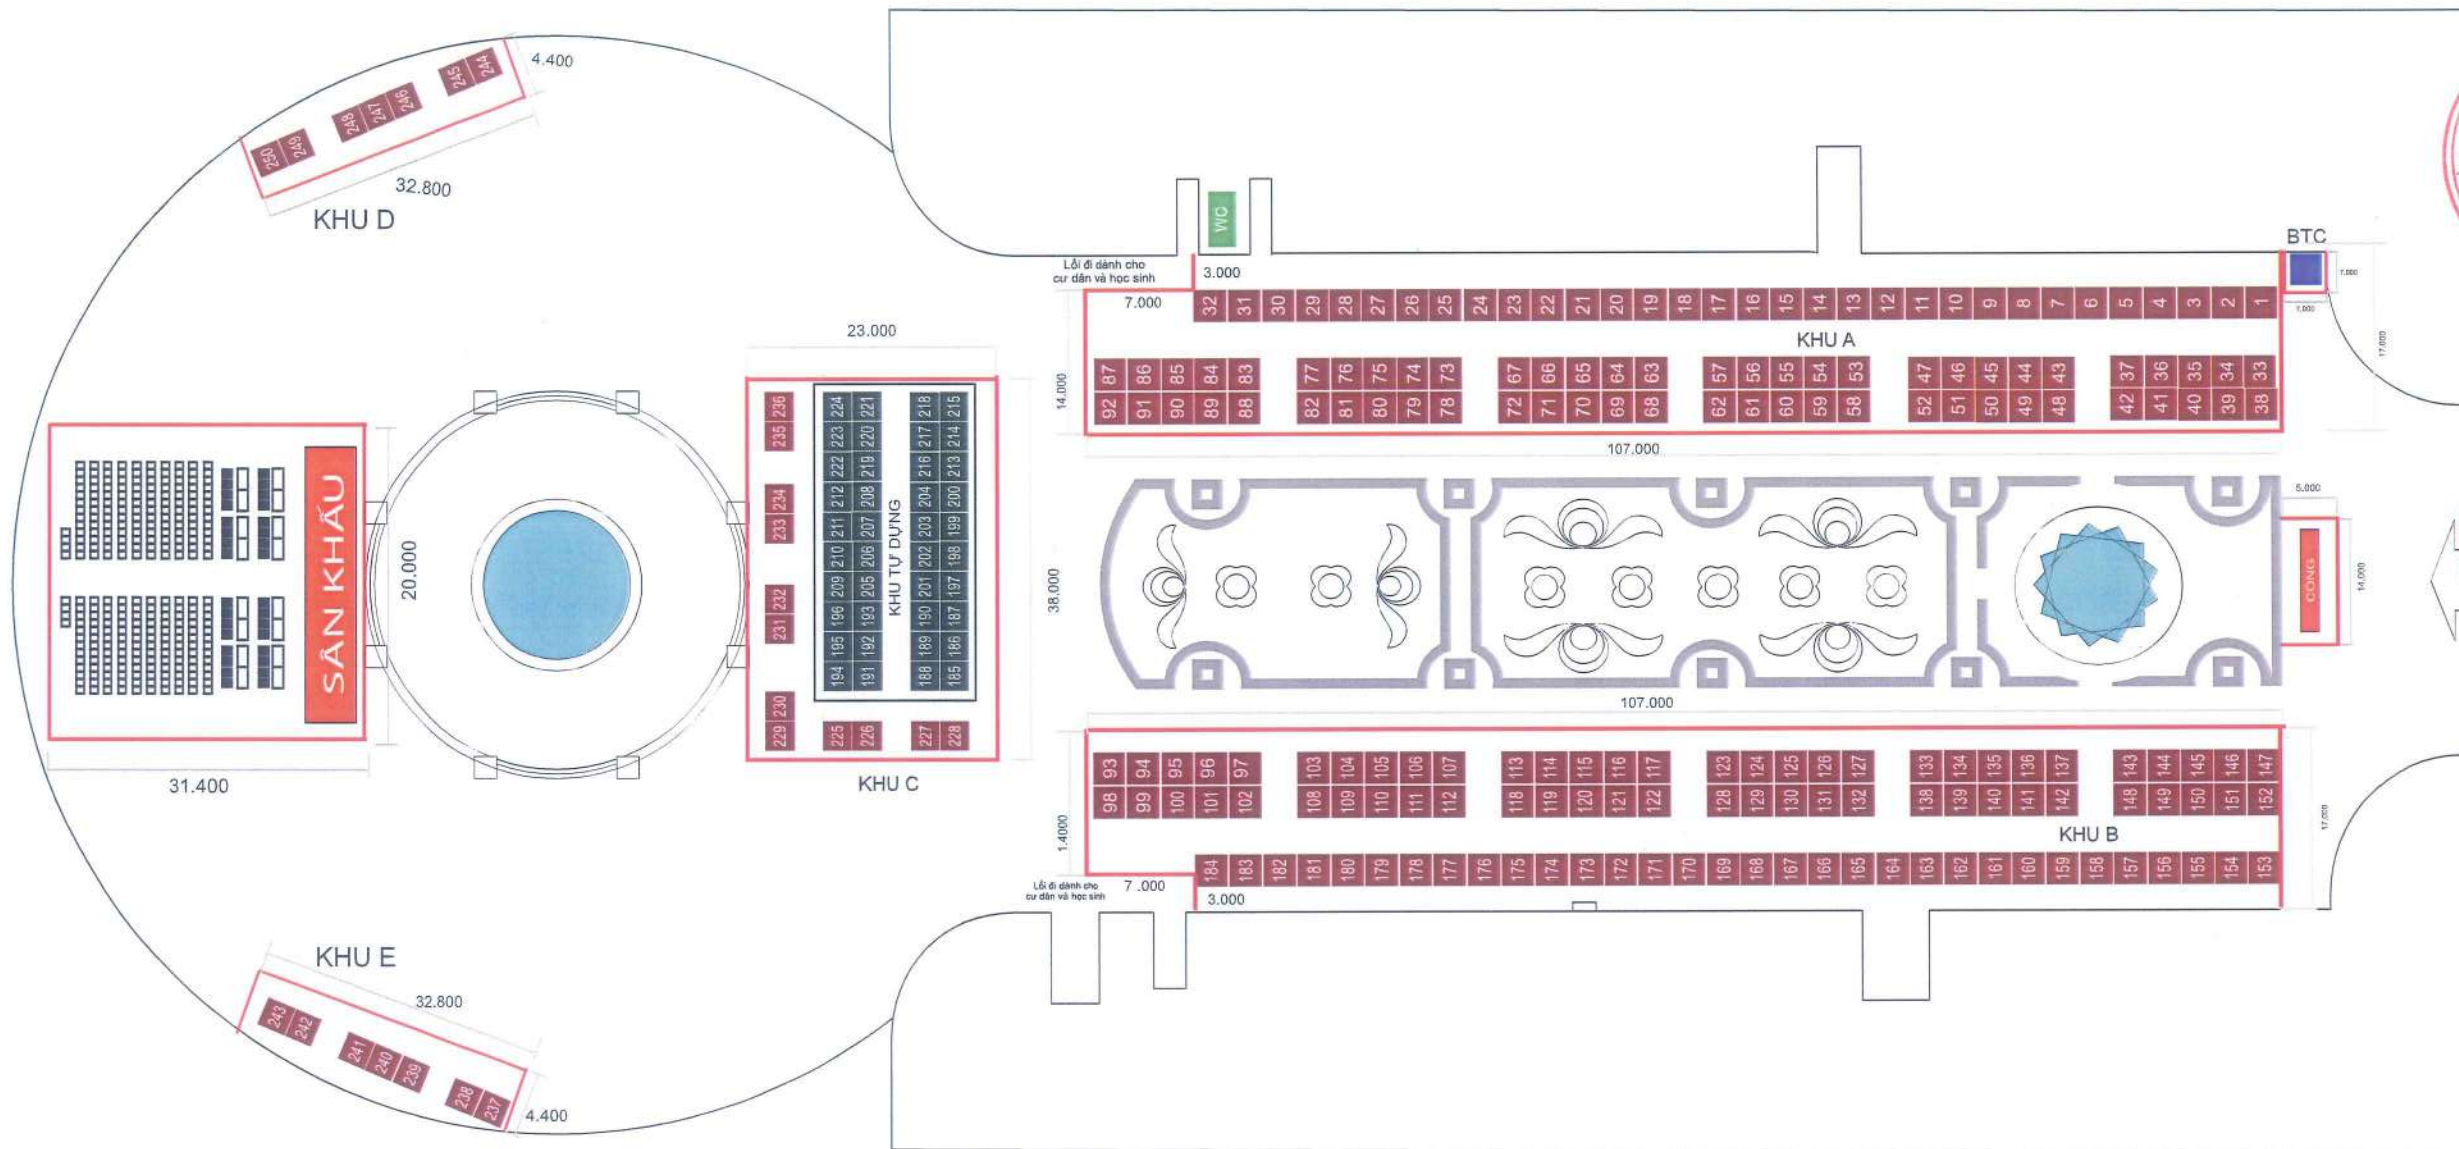 4.400
245 244
248 247 246
250 249
32.800
KHU D
WC
BTC
Lối đi dành cho
cư dân và học sinh
3.000
7.000
7.000
7.000
17.000
32 31 30 29 28 27 26 25 24 23 22 21 20 19 18 17 16 15 14 13 12 11 10 9 8 7 6 5 4 3 2 1
KHU A
14.000
87 86 85 84 83 77 76 75 74 73 67 66 65 64 63 57 56 55 54 53 47 46 45 44 43 37 36 35 34 33
92 91 90 89 88 82 81 80 79 78 72 71 70 69 68 62 61 60 59 58 52 51 50 49 48 42 41 40 39 38
107.000
23.000
236 224 221 218 215
235 223 220 217 214
222 219 216 213
234 212 208 204 200
233 211 207 203 199
210 206 202 198
232 209 205 201 197
231 196 193 190 187
195 192 189 186
230 194 191 188 185
229 225 226 227 228
KHU TỰ DỰNG
KHU C
38.000
SÂN KHẤU
20.000
31.400
5.000
CỔNG
14.000
107.000
1.4000
93 94 95 96 97 103 104 105 106 107 113 114 115 116 117 123 124 125 126 127 133 134 135 136 137 143 144 145 146 147
98 99 100 101 102 108 109 110 111 112 118 119 120 121 122 128 129 130 131 132 138 139 140 141 142 148 149 150 151 152
KHU B
17.000
184 183 182 181 180 179 178 177 176 175 174 173 172 171 170 169 168 167 166 165 164 163 162 161 160 159 158 157 156 155 154 153
Lối đi dành cho
cư dân và học sinh
7 .000
3.000
KHU E
32.800
243 242
241 240 239
238 237
4.400